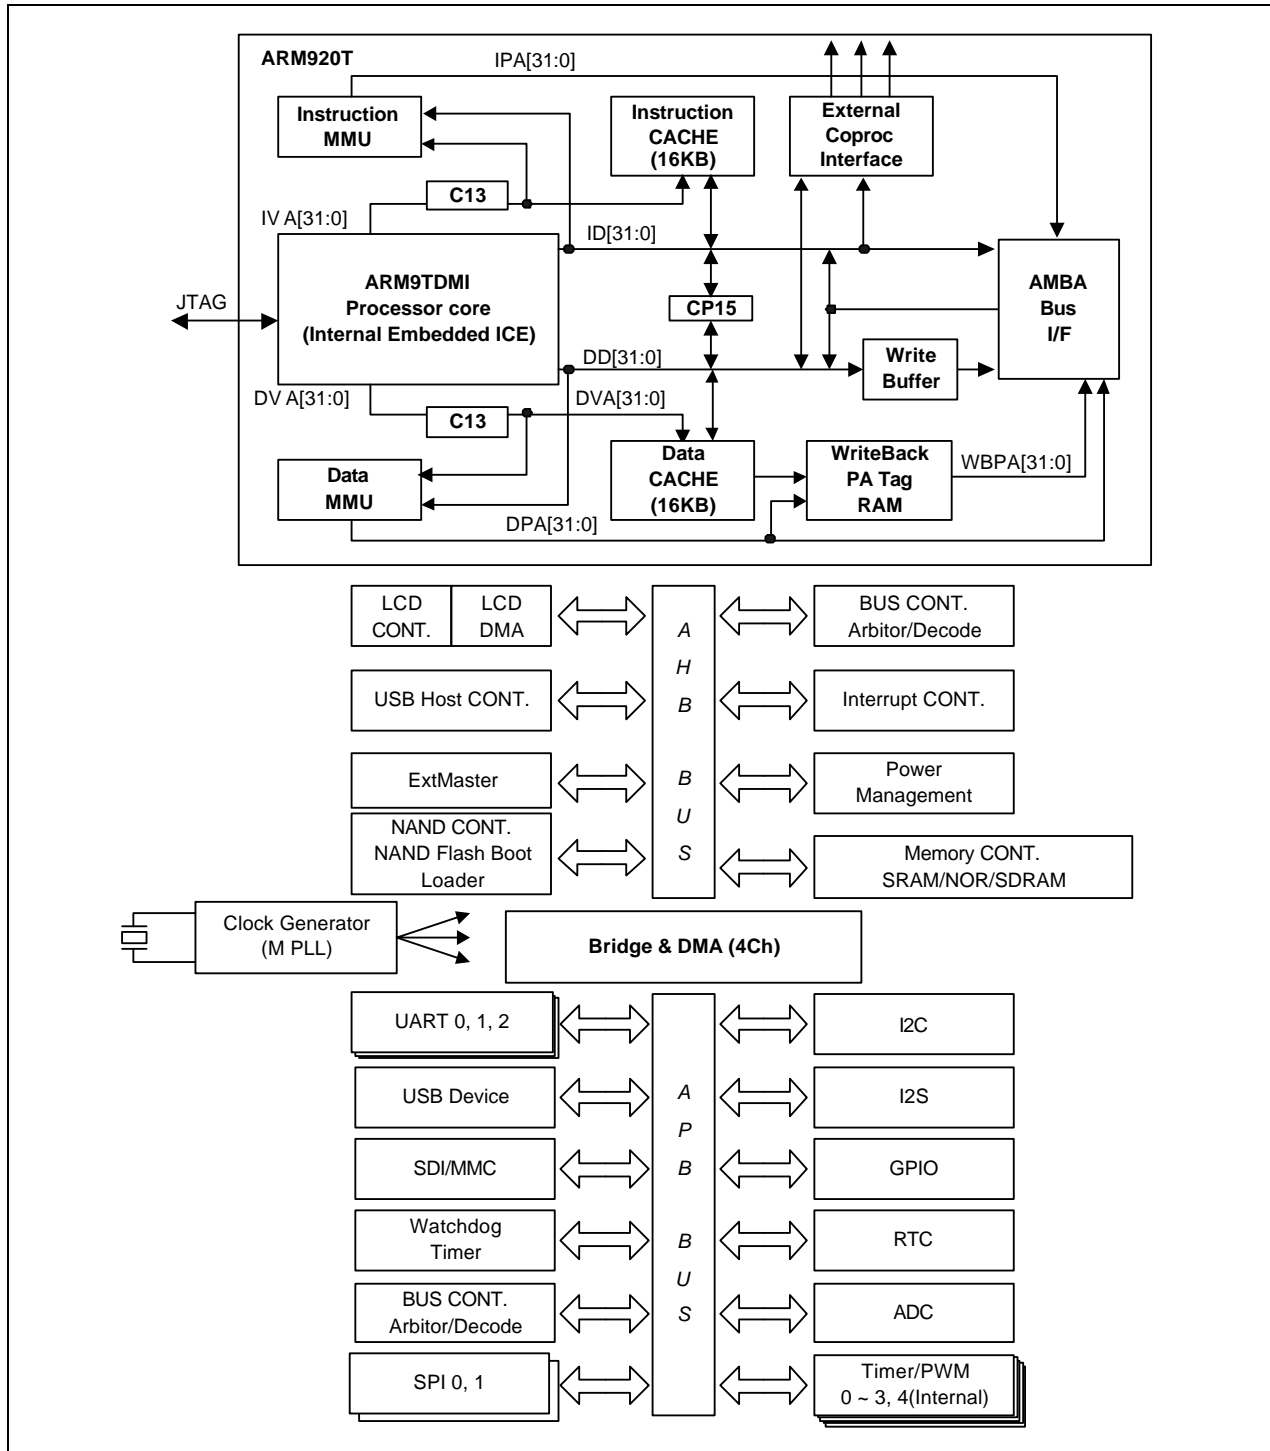 ARM920T
IPA[31:0]
Instruction
MMU
Instruction
CACHE
(16KB)
External
Coproc
Interface
C13
IV A[31:0]
ID[31:0]
ARM9TDMI
Processor core
(Internal Embedded ICE)
JTAG
CP15
AMBA
Bus
I/F
DD[31:0]
Write
Buffer
DV A[31:0]
DVA[31:0]
C13
Data
MMU
Data
CACHE
(16KB)
WriteBack
PA Tag
RAM
WBPA[31:0]
DPA[31:0]
LCD
CONT.
LCD
DMA
BUS CONT.
Arbitor/Decode
USB Host CONT.
Interrupt CONT.
ExtMaster
Power
Management
NAND CONT.
NAND Flash Boot
Loader
Memory CONT.
SRAM/NOR/SDRAM
A
H
B
B
U
S
Clock Generator
(M PLL)
Bridge & DMA (4Ch)
UART 0, 1, 2
I2C
USB Device
I2S
SDI/MMC
GPIO
Watchdog
Timer
RTC
BUS CONT.
Arbitor/Decode
ADC
SPI 0, 1
Timer/PWM
0 ~ 3, 4(Internal)
A
P
B
B
U
S